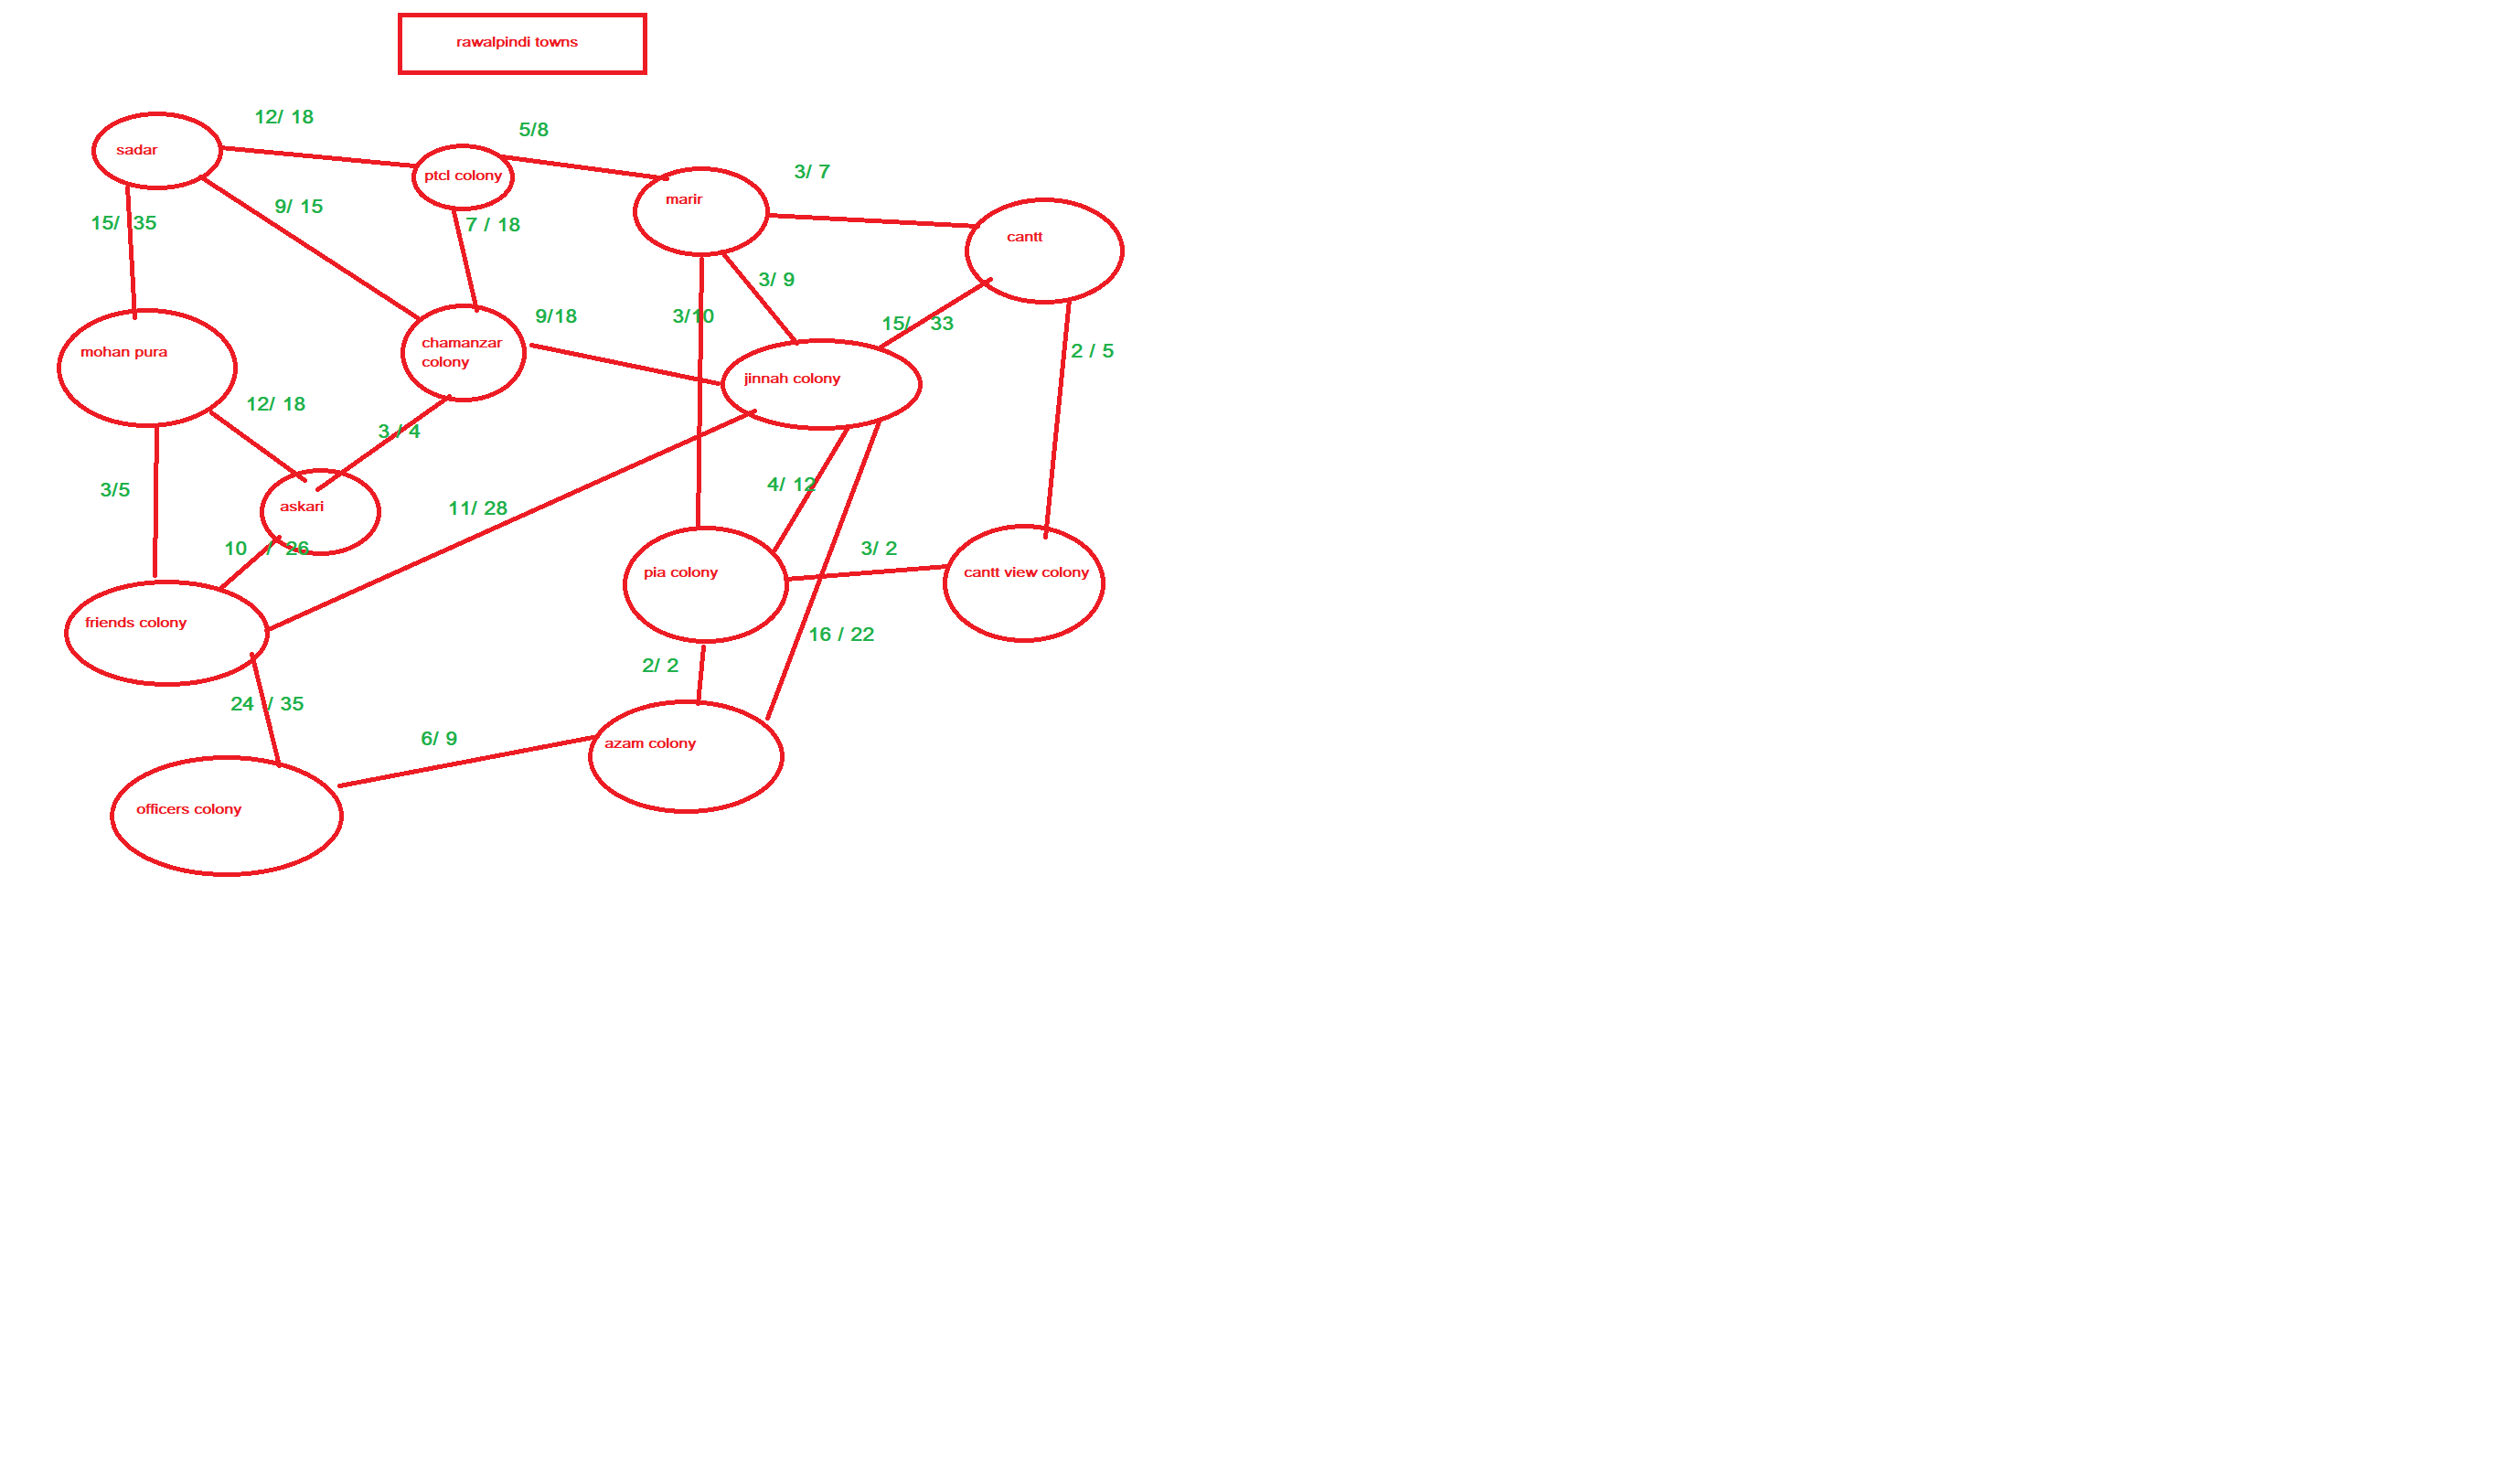 rawalpindi towns
12/ 18
5/8
sadar
ptcl colony
marir
3/ 7
9/ 15
15/ 35
7 / 18
cantt
3/ 9
9/18
3/10
15/ 33
mohan pura
chamanzar
colony
2 / 5
jinnah colony
12/ 18
3 / 4
3/5
askari
11/ 28
4/ 12
10 / 26
3/ 2
pia colony
cantt view colony
friends colony
16 / 22
2/ 2
24 / 35
6/ 9
azam colony
officers colony